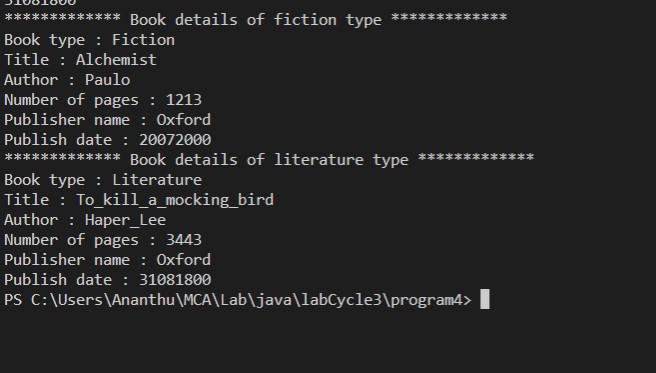 31081800
************* Book details of fiction type *************
Book type : Fiction
Title : Alchemist
Author : Paulo
Number of pages : 1213
Publisher name : Oxford
Publish date : 20072000
************* Book details of literature type *************
Book type : Literature
Title : To_kill_a_mocking_bird
Author : Haper_Lee
Number of pages : 3443
Publisher name : Oxford
Publish date : 31081800
PS C:\Users\Ananthu\MCA\Lab\java\labCycle3\program4>